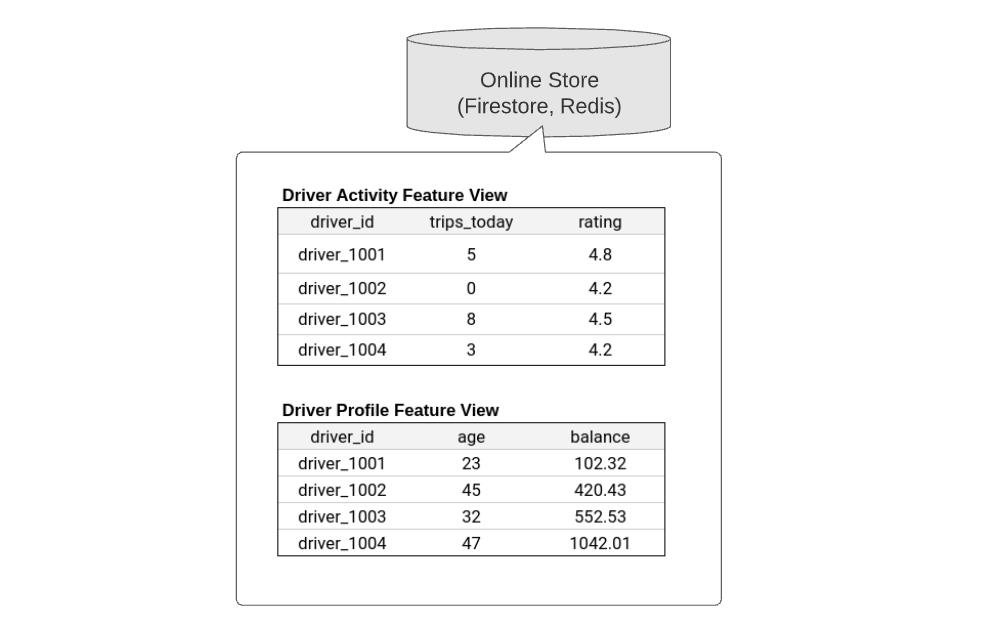 Online Store
(Firestore, Redis)
Driver Activity Feature View
driver_id trips_today rating
driver_1001 5 4.8
driver_1002 0 4.2
driver_1003 8 4.5
driver_1004 3 4.2
Driver Profile Feature View
driver_id age balance
driver_1001 23 102.32
driver_1002 45 420.43
driver_1003 32 552.53
driver_1004 47 1042.01